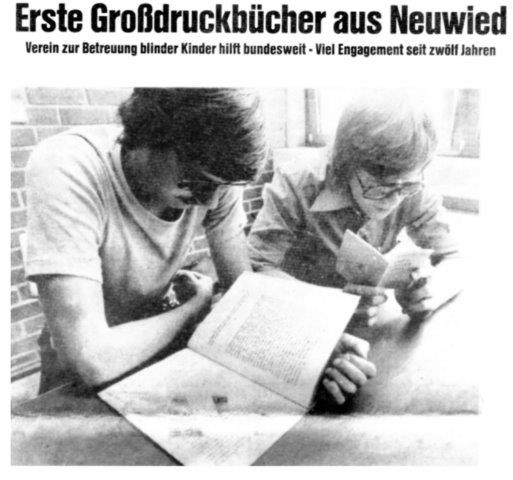 Erste Großdruckbücher aus Neuwied
Verein zur Betreuung blinder Kinder hilft bundesweit - Viel Engagement seit zwölf Jahren